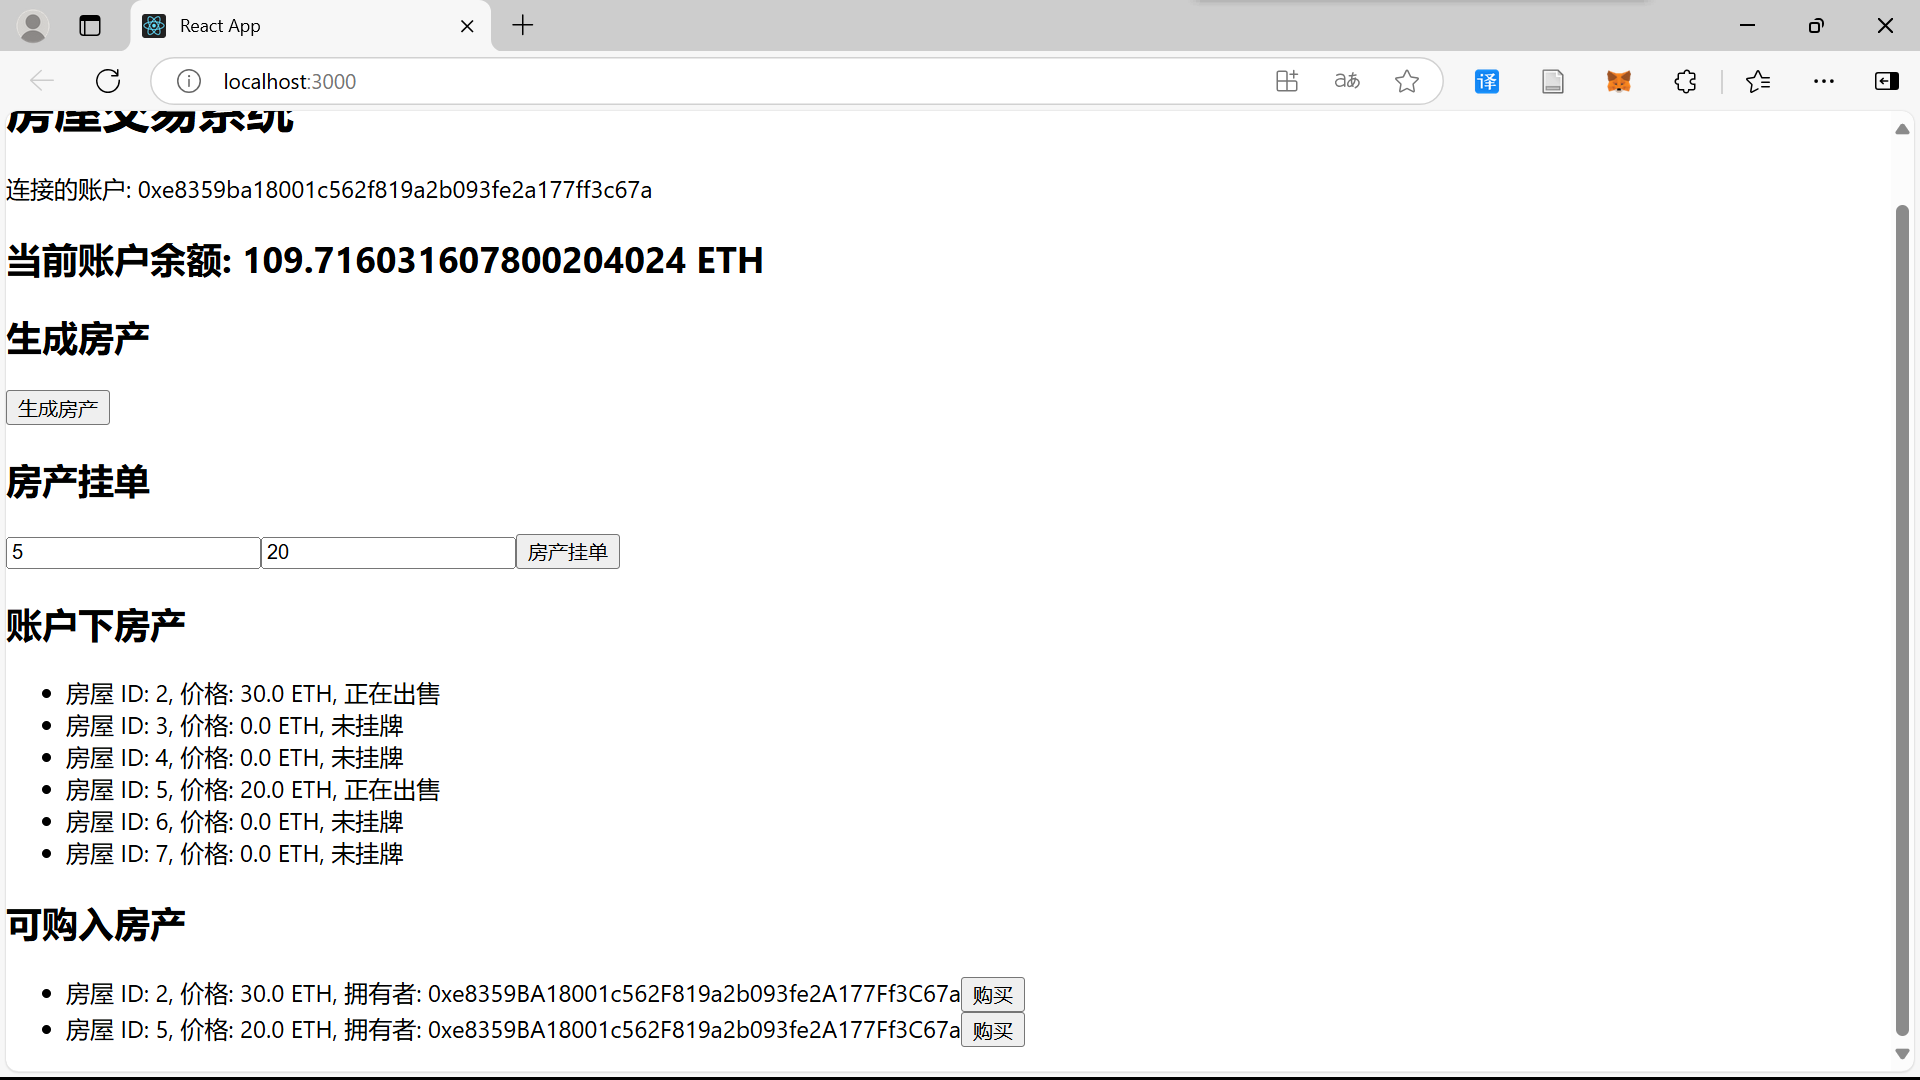 React App
localhost:3000
aあ
译
房屋交易系统
连接的账户: 0xe8359ba18001c562f819a2b093fe2a177ff3c67a
当前账户余额: 109.716031607800204024 ETH
生成房产
生成房产
房产挂单
5 20 房产挂单
账户下房产
房屋 ID: 2, 价格: 30.0 ETH, 正在出售
房屋 ID: 3, 价格: 0.0 ETH, 未挂牌
房屋 ID: 4, 价格: 0.0 ETH, 未挂牌
房屋 ID: 5, 价格: 20.0 ETH, 正在出售
房屋 ID: 6, 价格: 0.0 ETH, 未挂牌
房屋 ID: 7, 价格: 0.0 ETH, 未挂牌
可购入房产
房屋 ID: 2, 价格: 30.0 ETH, 拥有者: 0xe8359BA18001c562F819a2b093fe2A177Ff3C67a 购买
房屋 ID: 5, 价格: 20.0 ETH, 拥有者: 0xe8359BA18001c562F819a2b093fe2A177Ff3C67a 购买